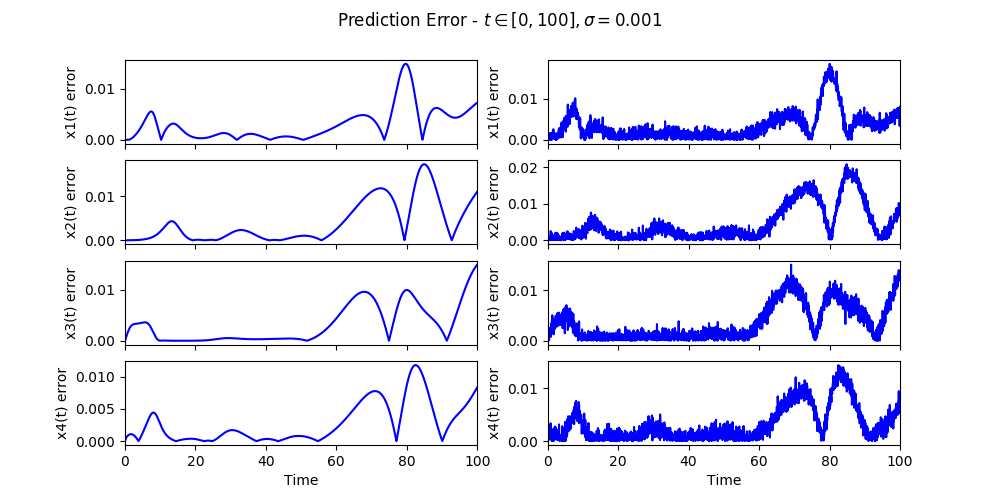 Prediction Error - t ∈ [0, 100], σ = 0.001
x1(t) error
0.01
0.00
x1(t) error
0.01
0.00
x2(t) error
0.01
0.00
x2(t) error
0.02
0.01
0.00
x3(t) error
0.01
0.00
x3(t) error
0.01
0.00
x4(t) error
0.010
0.005
0.000
x4(t) error
0.01
0.00
0 20 40 60 80 100
0 20 40 60 80 100
Time
Time